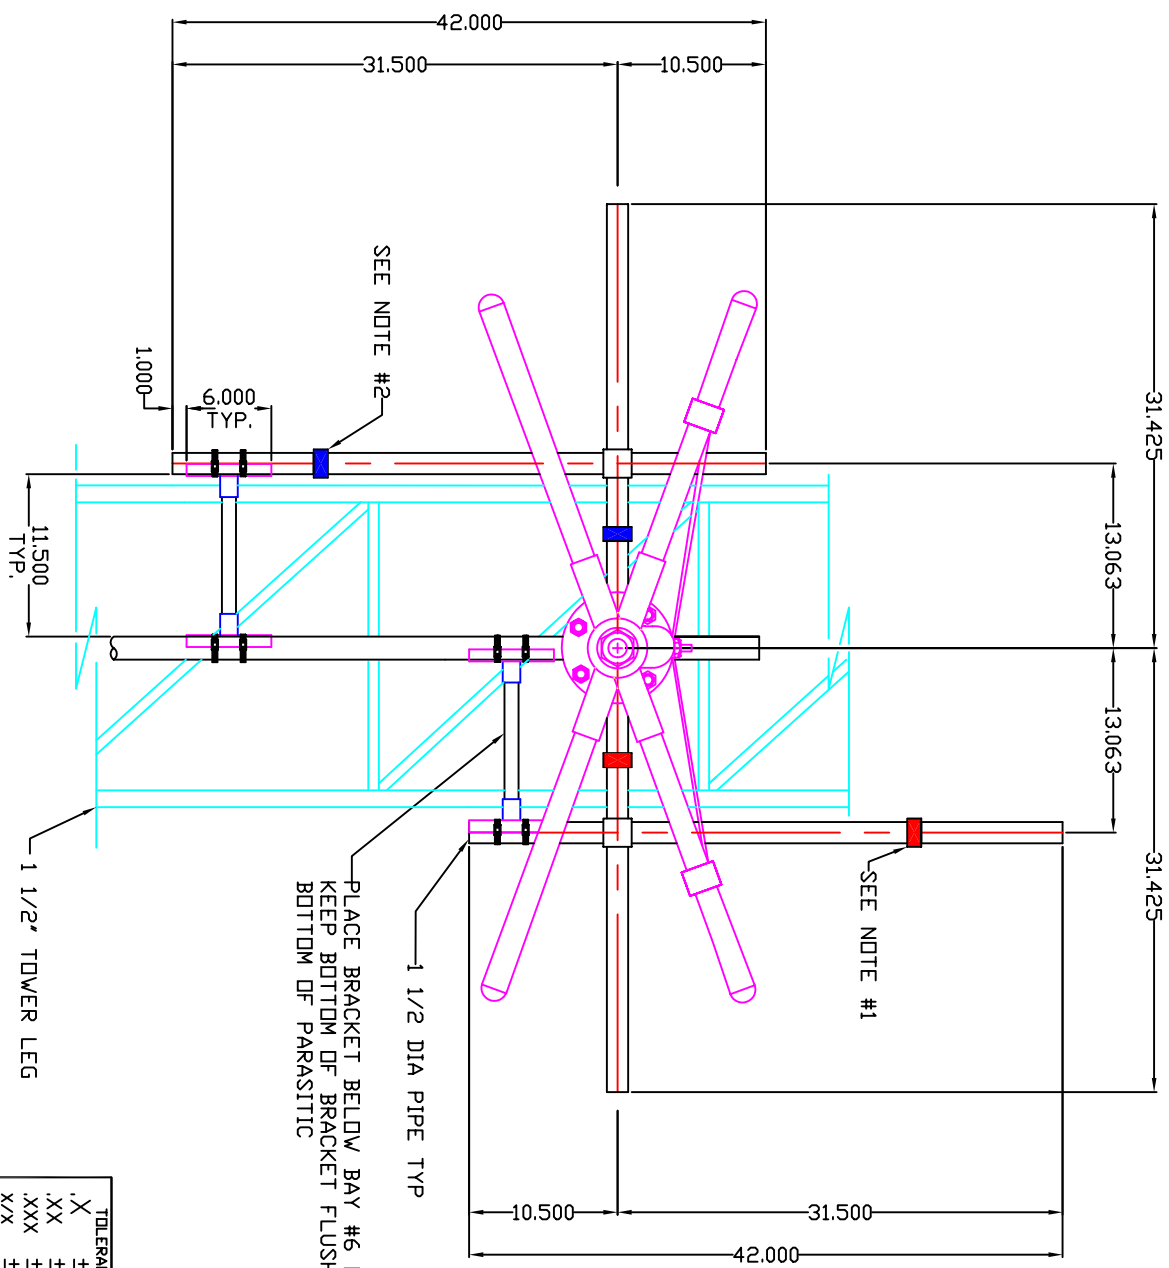 42.000
31.500
10.500
31.425
13.063
13.063
31.425
SEE NOTE #2
1.000
6.000
TYP.
11.500
TYP.
SEE NOTE #1
1 1/2 DIA PIPE TYP
PLACE BRACKET BELOW BAY #6
KEEP BOTTOM OF BRACKET FLUSH
BOTTOM OF PARASITIC
1 1/2" TOWER LEG
10.500
31.500
42.000
.X ±
.XX ±
.XXX ±
X/X ±